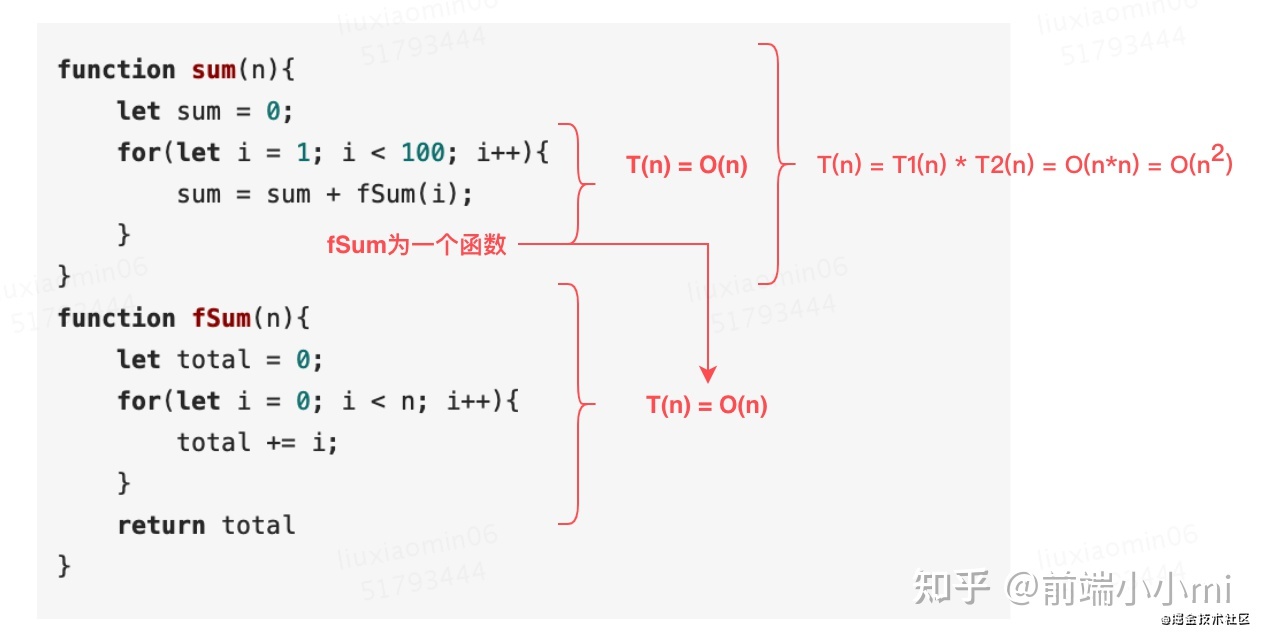 liuxiaomin06
51793444
liuxiaomin06
51793444
function sum(n){
let sum = 0;
for(let i = 1; i < 100; i++){
T(n) = O(n)
T(n) = T1(n) * T2(n) = O(n*n) = O(n²)
sum = sum + fSum(i);
}
fSum为一个函数
}
liuxiaomin06
51793444
liuxiaomin06
51793444
function fSum(n){
let total = 0;
for(let i = 0; i < n; i++){
T(n) = O(n)
total += i;
}
return total
}
liuxiaomin06
51793444
liuxiaomin06
知乎 @前端小小mi
@掘金技术社区